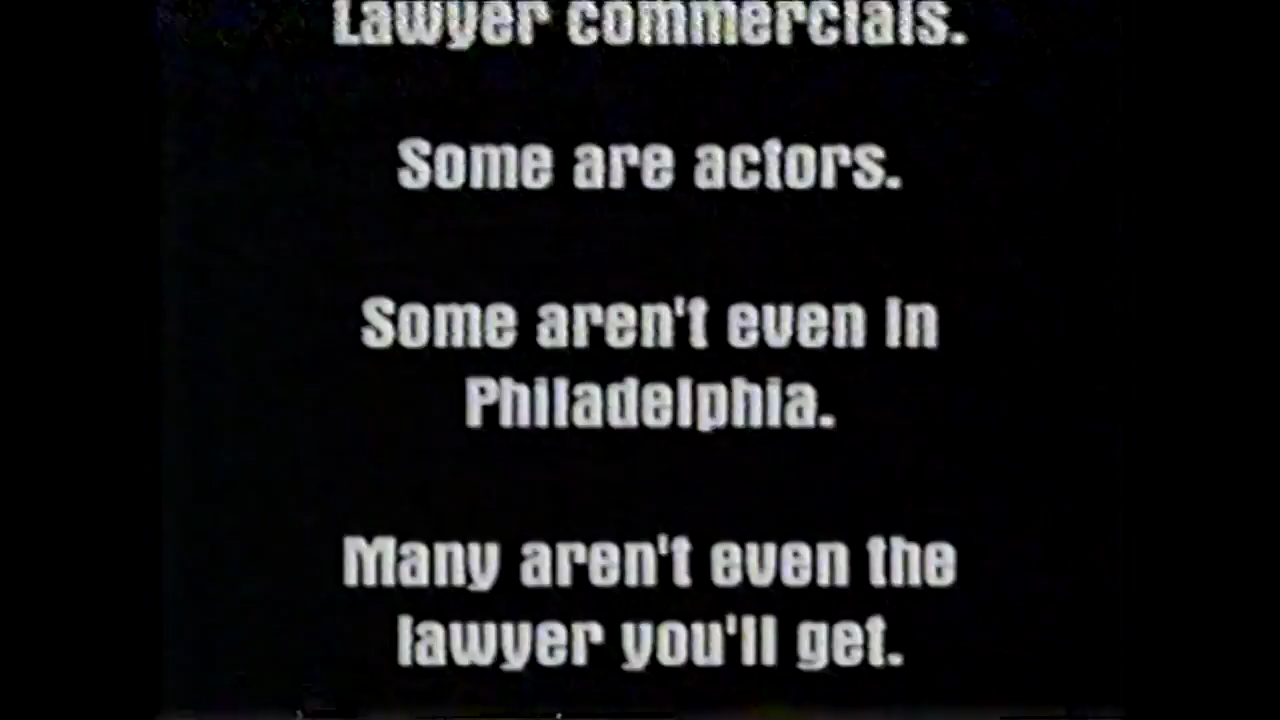 Lawyer commercials.
Some are actors.
Some aren't even in
Philadelphia.
Many aren't even the
lawyer you'll get.